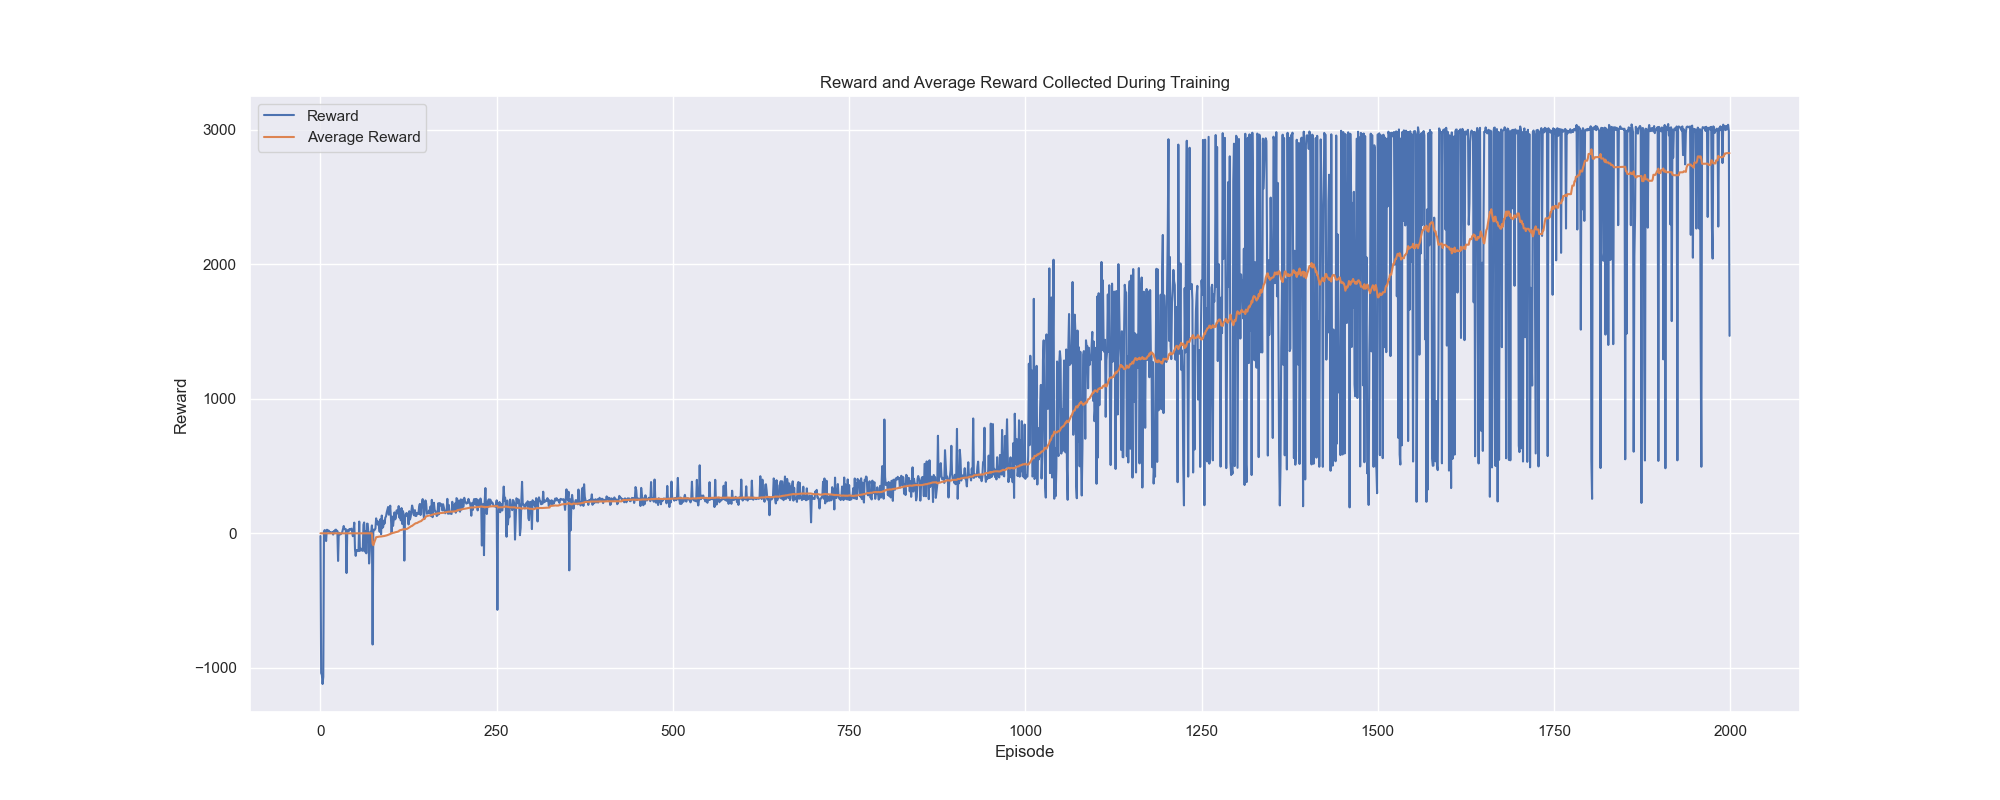 Reward and Average Reward Collected During Training
Reward
Average Reward
3000
2000
1000
0
−1000
Reward
0
250
500
750
1000
1250
1500
1750
2000
Episode